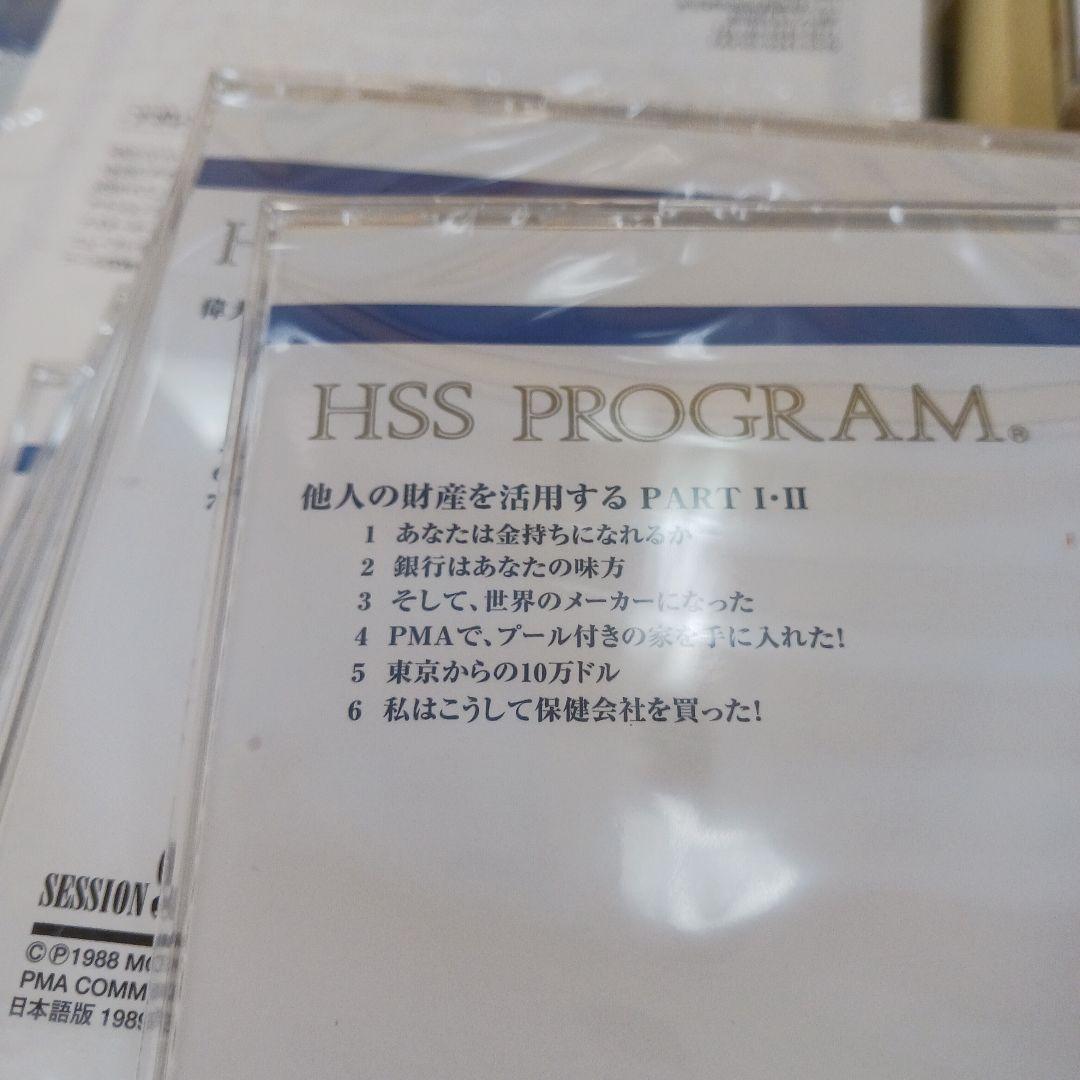 HSS PROGRAM®
他人の財産を活用する PART I・II
1 あなたは金持ちになれるか
2 銀行はあなたの味方
3 そして、世界のメーカーになった
4 PMAで、プール付きの家を手に入れた!
5 東京からの10万ドル
6 私はこうして保健会社を買った!
SESSION
©℗1988
PMA COMM
日本語版 1989